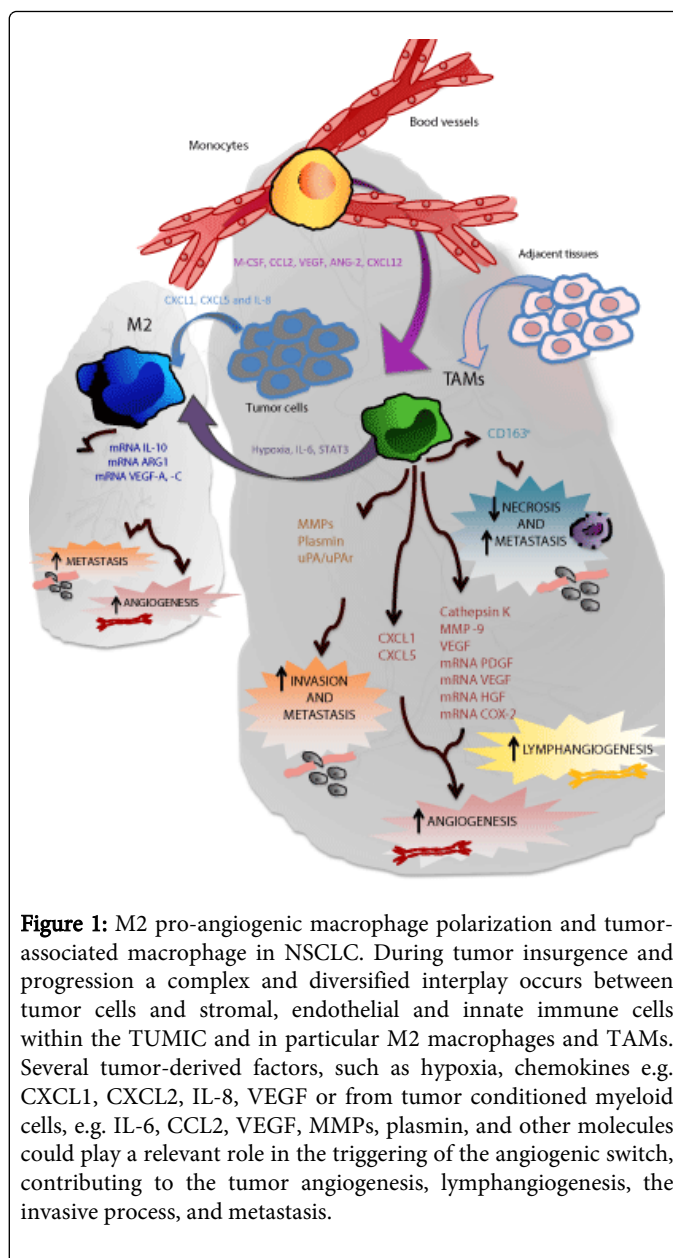 Bood vessels
Monocytes
Adjacent tissues
M-CSF, CCL2, VEGF, ANG-2, CXCL12
CXCL1, CXCL5 and IL-8
M2
TAMs
Tumor cells
CD163+
Hypoxia, IL-6, STAT3
mRNA IL-10
mRNA ARG1
mRNA VEGF-A, -C
NECROSIS
AND
METASTASIS
MMPs
Plasmin
uPA/uPAr
METASTASIS
ANGIOGENESIS
CXCL1
CXCL5
Cathepsin K
MMP -9
VEGF
mRNA PDGF
mRNA VEGF
mRNA HGF
mRNA COX-2
INVASION
AND
METASTASIS
LYMPHANGIOGENESIS
ANGIOGENESIS
Figure 1: M2 pro-angiogenic macrophage polarization and tumor-
associated macrophage in NSCLC. During tumor insurgence and
progression a complex and diversified interplay occurs between
tumor cells and stromal, endothelial and innate immune cells
within the TUMIC and in particular M2 macrophages and TAMs.
Several tumor-derived factors, such as hypoxia, chemokines e.g.
CXCL1, CXCL2, IL-8, VEGF or from tumor conditioned myeloid
cells, e.g. IL-6, CCL2, VEGF, MMPs, plasmin, and other molecules
could play a relevant role in the triggering of the angiogenic switch,
contributing to the tumor angiogenesis, lymphangiogenesis, the
invasive process, and metastasis.